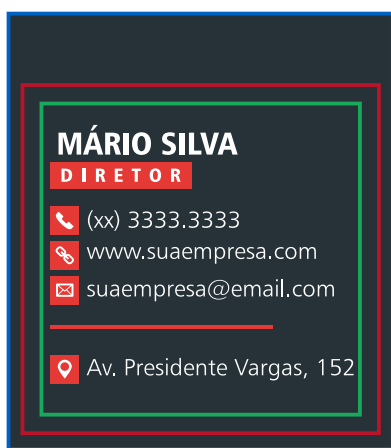 MÁRIO SILVA
DIRETOR
(xx) 3333.3333
www.suaempresa.com
suaempresa@email.com
Av. Presidente Vargas, 152